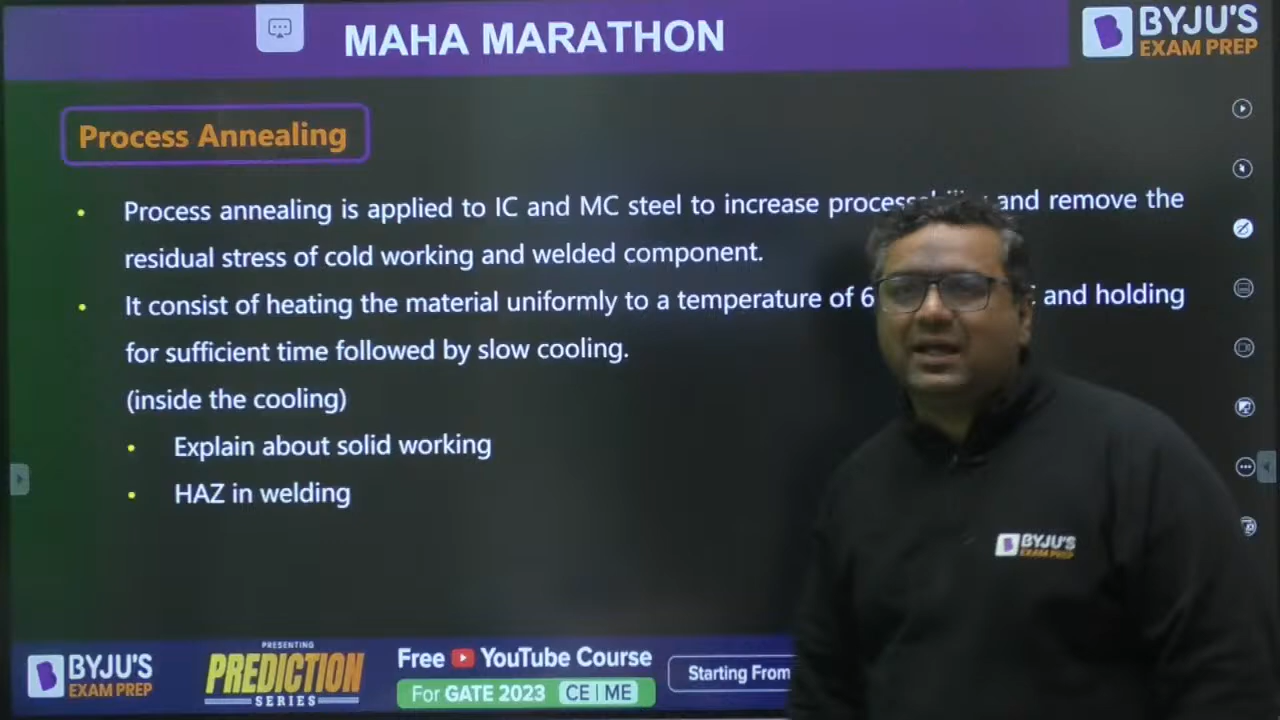 MAHA MARATHON
BYJU'S
EXAM PREP
Process Annealing
• Process annealing is applied to IC and MC steel to increase and remove the
residual stress of cold working and welded component.
• It consist of heating the material uniformly to a temperature of 6 and holding
for sufficient time followed by slow cooling.
(inside the cooling)
• Explain about solid working
• HAZ in welding
BYJU'S
EXAM PREP
BYJU'S
EXAM PREP
PRESENTING
PREDICTION
SERIES
Free YouTube Course
For GATE 2023 CE | ME
Starting From